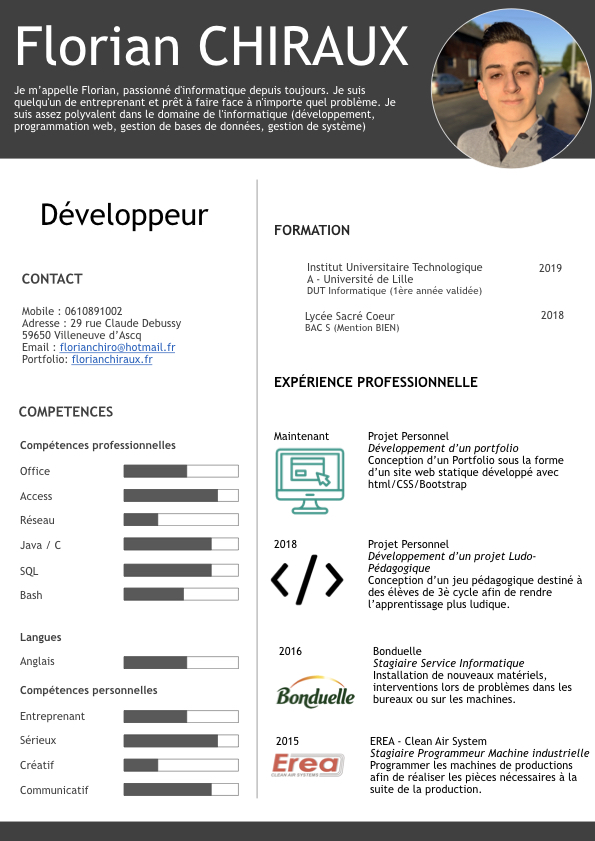 Florian CHIRAUX
Je m’appelle Florian, passionné d'informatique depuis toujours. Je suis
quelqu'un de entreprenant et prêt à faire face à n'importe quel problème. Je
suis assez polyvalent dans le domaine de l'informatique (développement,
programmation web, gestion de bases de données, gestion de système)
Développeur
CONTACT
Mobile : 0610891002
Adresse : 29 rue Claude Debussy
59650 Villeneuve d’Ascq
Email : florianchiro@hotmail.fr
Portfolio: florianchiraux.fr
COMPETENCES
Compétences professionnelles
Office
Access
Réseau
Java / C
SQL
Bash
Langues
Anglais
Compétences personnelles
Entreprenant
Sérieux
Créatif
Communicatif
FORMATION
Institut Universitaire Technologique 2019
A - Université de Lille
DUT Informatique (1ère année validée)
Lycée Sacré Coeur 2018
BAC S (Mention BIEN)
EXPÉRIENCE PROFESSIONNELLE
Maintenant Projet Personnel
Développement d’un portfolio
Conception d’un Portfolio sous la forme
d’un site web statique développé avec
html/CSS/Bootstrap
2018 Projet Personnel
Développement d’un projet Ludo-
Pédagogique
Conception d’un jeu pédagogique destiné à
des élèves de 3è cycle afin de rendre
l’apprentissage plus ludique.
</>
2016 Bonduelle
Stagiaire Service Informatique
Installation de nouveaux matériels,
interventions lors de problèmes dans les
bureaux ou sur les machines.
Bonduelle
2015 EREA - Clean Air System
Stagiaire Programmeur Machine industrielle
Programmer les machines de productions
afin de réaliser les pièces nécessaires à la
suite de la production.
Erea
CLEAN AIR SYSTEMS